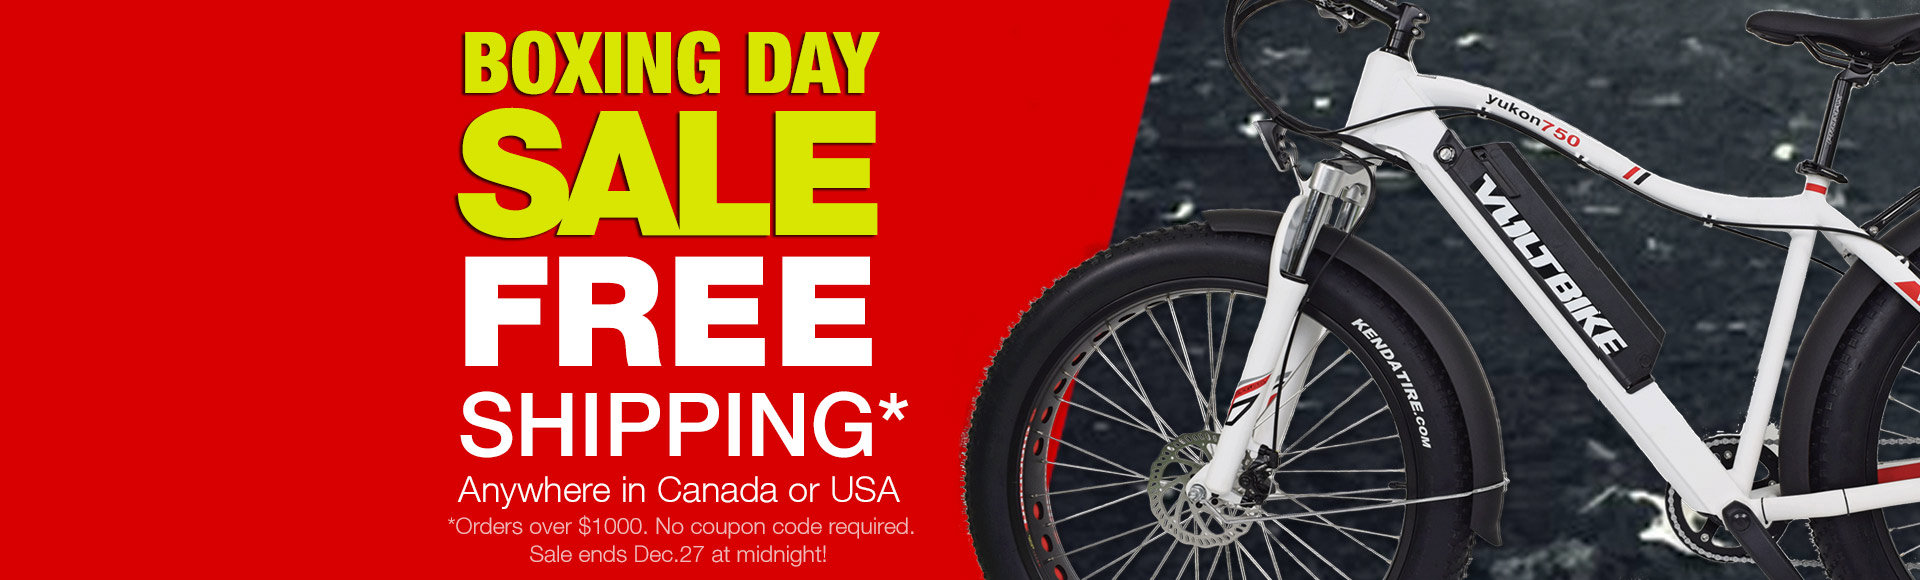 BOXING DAY
SALE
FREE
SHIPPING*
Anywhere in Canada or USA
*Orders over $1000. No coupon code required.
Sale ends Dec.27 at midnight!
yukon750
VOLTBIKE
KENDATIRE.COM